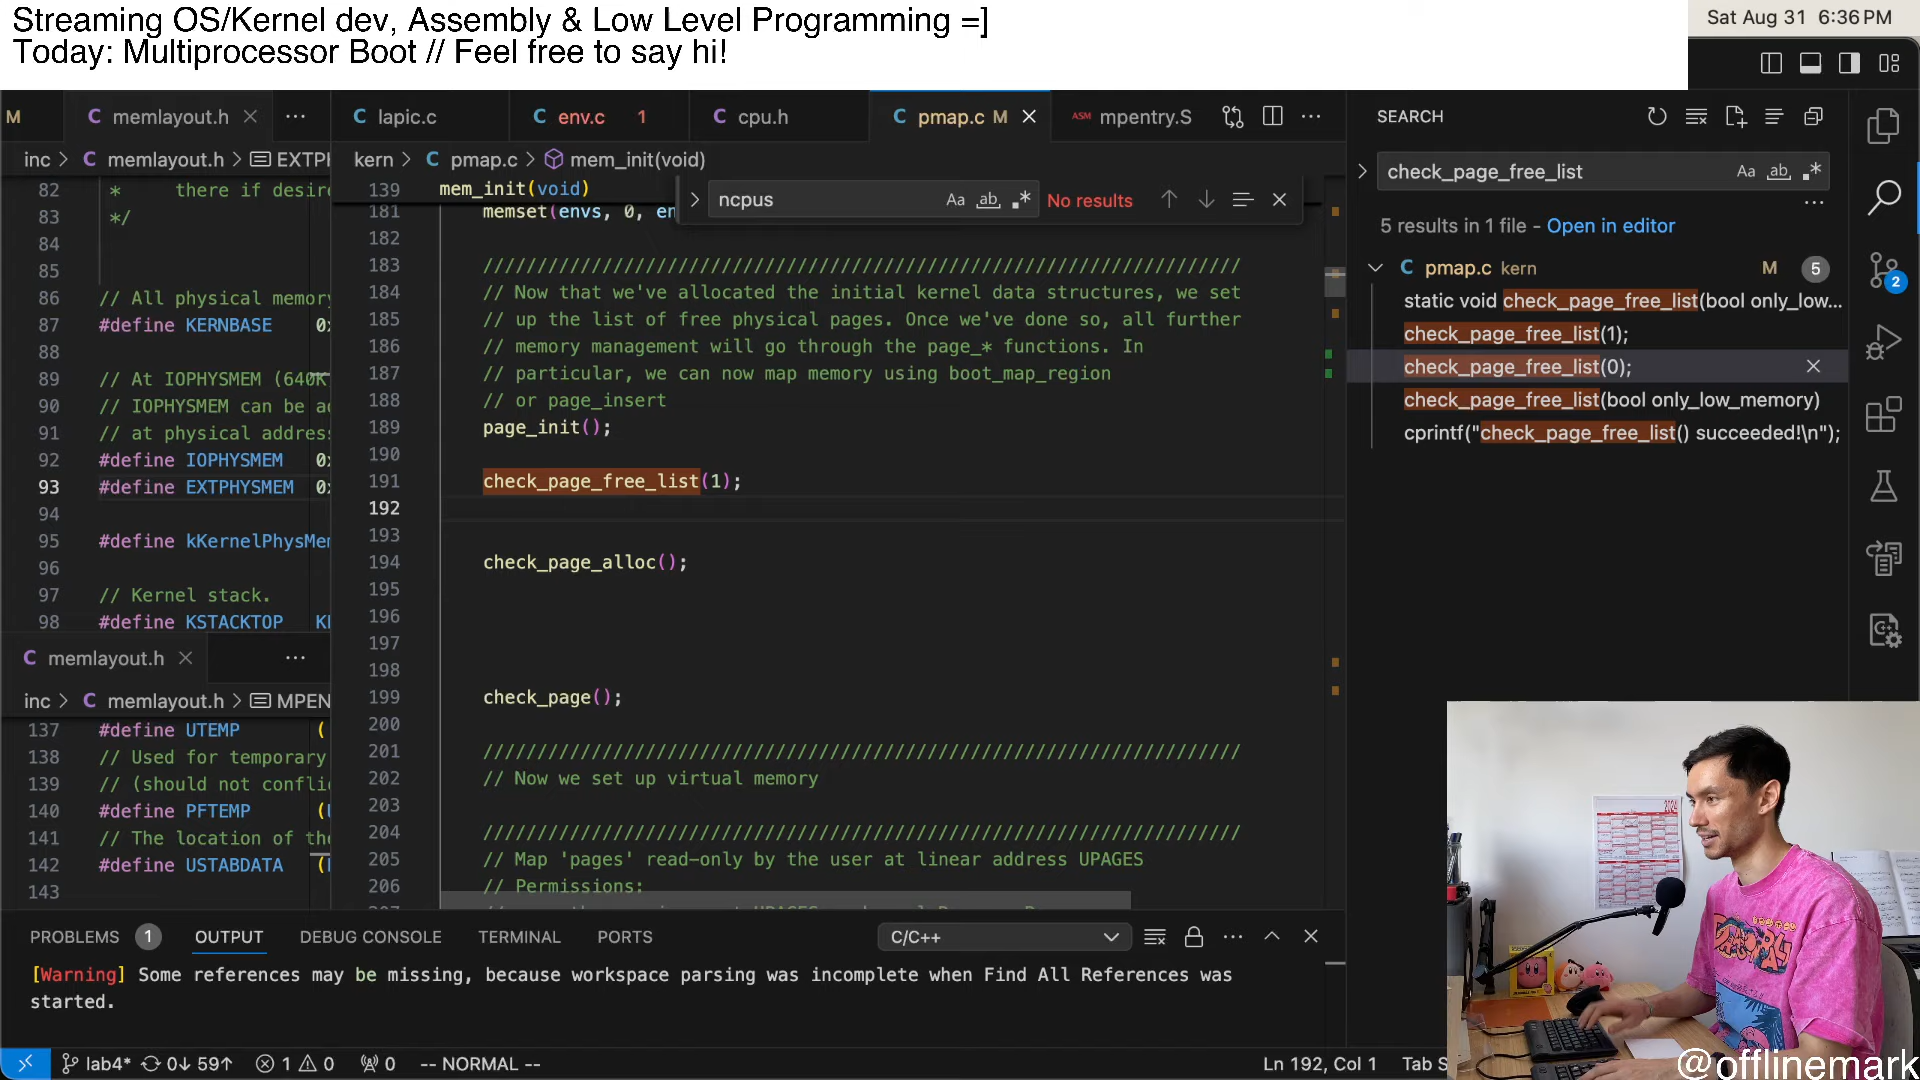 Streaming OS/Kernel dev, Assembly & Low Level Programming =]
Today: Multiprocessor Boot // Feel free to say hi!
Sat Aug 31 6:36 PM
M
C memlayout.h
inc > C memlayout.h > EXTPH
82 * there if desire
83 */
84
85
86 // All physical memory
87 #define KERNBASE 0x
88
89 // At IOPHYSMEM (640K
90 // IOPHYSMEM can be ad
91 // at physical address
92 #define IOPHYSMEM 0x
93 #define EXTPHYSMEM 0x
94
95 #define kKernelPhysMem
96
97 // Kernel stack.
98 #define KSTACKTOP KE
C memlayout.h
inc > C memlayout.h > MPEN
137 #define UTEMP (
138 // Used for temporary
139 // (should not conflic
140 #define PFTEMP (U
141 // The location of the
142 #define USTABDATA (
143
C lapic.c
C env.c 1
C cpu.h
C pmap.c M
ASM mpentry.S
kern > C pmap.c > mem_init(void)
139 mem_init(void)
ncpus Aa ab .* No results
181 memset(envs, 0, en
182
183 //////////////////////////////////////////////////////////////////////
184 // Now that we've allocated the initial kernel data structures, we set
185 // up the list of free physical pages. Once we've done so, all further
186 // memory management will go through the page_* functions. In
187 // particular, we can now map memory using boot_map_region
188 // or page_insert
189 page_init();
190
191 check_page_free_list(1);
192
193
194 check_page_alloc();
195
196
197
198
199 check_page();
200
201 //////////////////////////////////////////////////////////////////////
202 // Now we set up virtual memory
203
204 //////////////////////////////////////////////////////////////////////
205 // Map 'pages' read-only by the user at linear address UPAGES
206 // Permissions:
SEARCH
check_page_free_list Aa ab .*
5 results in 1 file - Open in editor
C pmap.c kern M 5
static void check_page_free_list(bool only_low...
check_page_free_list(1);
check_page_free_list(0);
check_page_free_list(bool only_low_memory)
cprintf("check_page_free_list() succeeded!\n");
2
PROBLEMS 1 OUTPUT DEBUG CONSOLE TERMINAL PORTS C/C++
[Warning] Some references may be missing, because workspace parsing was incomplete when Find All References was
started.
lab4* 0↓ 59↑ 1 0 0 -- NORMAL -- Ln 192, Col 1 Tab S
2024
@offlinemark